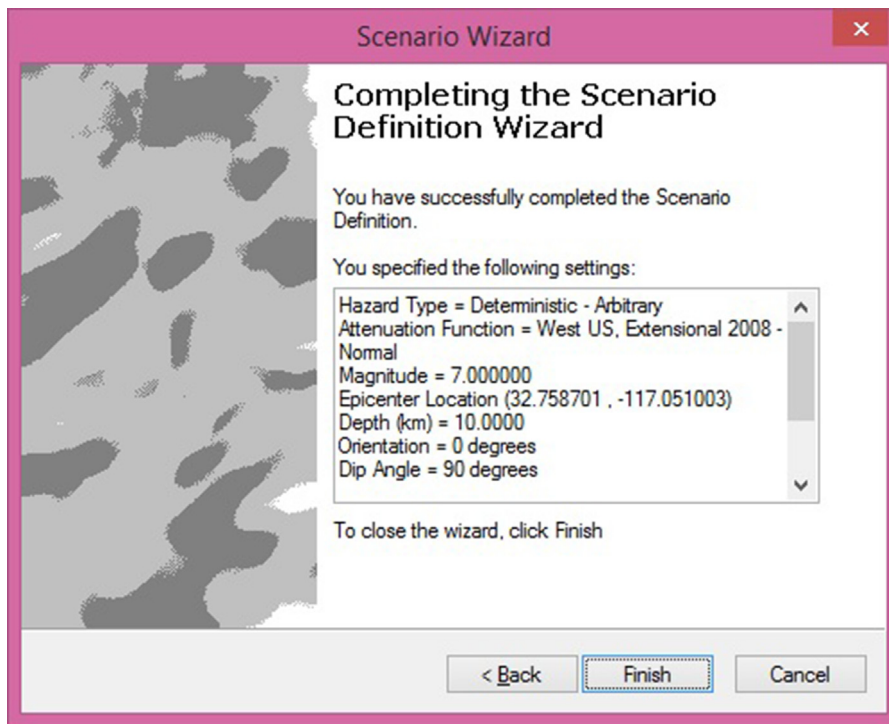 Scenario Wizard
Completing the Scenario
Definition Wizard
You have successfully completed the Scenario
Definition.
You specified the following settings:
Hazard Type = Deterministic - Arbitrary
Attenuation Function = West US, Extensional 2008 -
Normal
Magnitude = 7.000000
Epicenter Location (32.758701 , -117.051003)
Depth (km) = 10.0000
Orientation = 0 degrees
Dip Angle = 90 degrees
To close the wizard, click Finish
< Back Finish Cancel